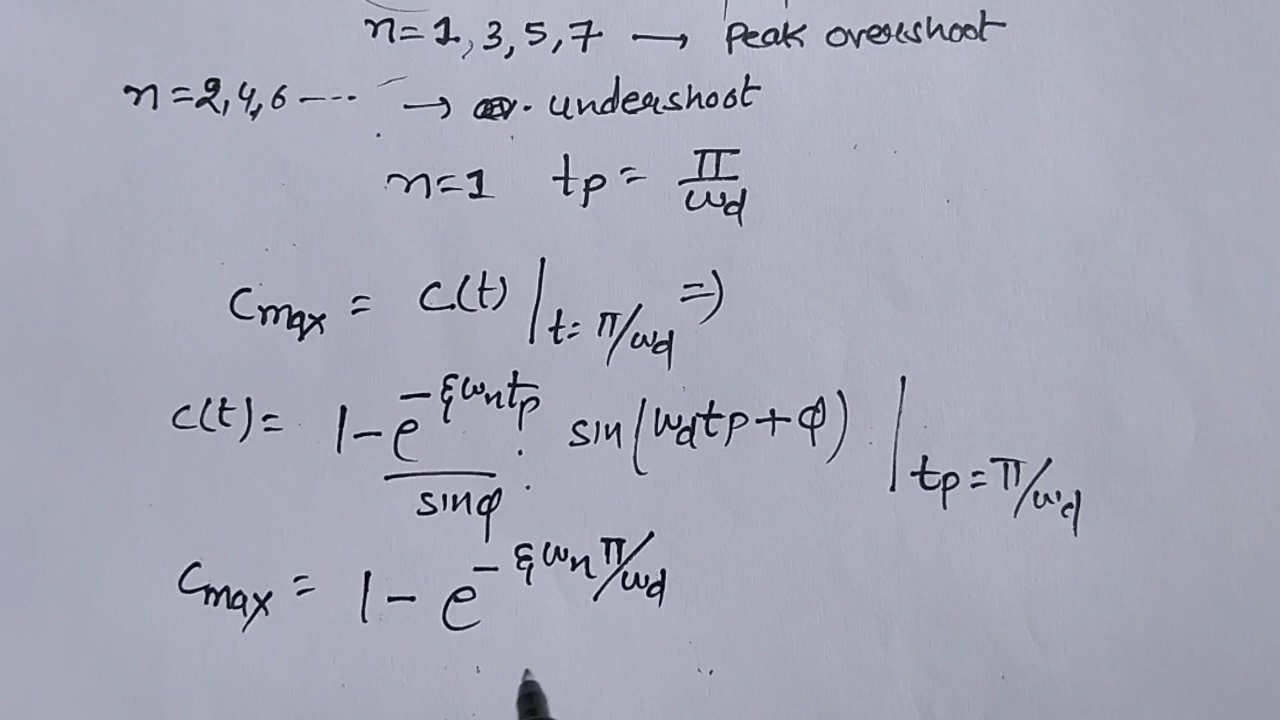 n=1, 3, 5, 7 → Peak overshoot
n=2,4,6---- → . undershoot
n=1 tp = π/ωd
Cmax = C(t) | t=π/ωd ⇒
C(t) = 1 - e^-ξωntp / sinφ . sin(ωdtp+φ) | tp=π/ωd
Cmax = 1 - e^-ξωnπ/ωd